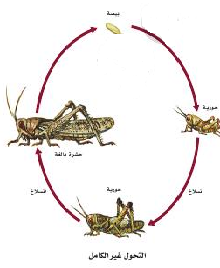 بيضة
حورية
انسلاخ
حورية
انسلاخ
حشرة بالغة
التحول غير الكامل